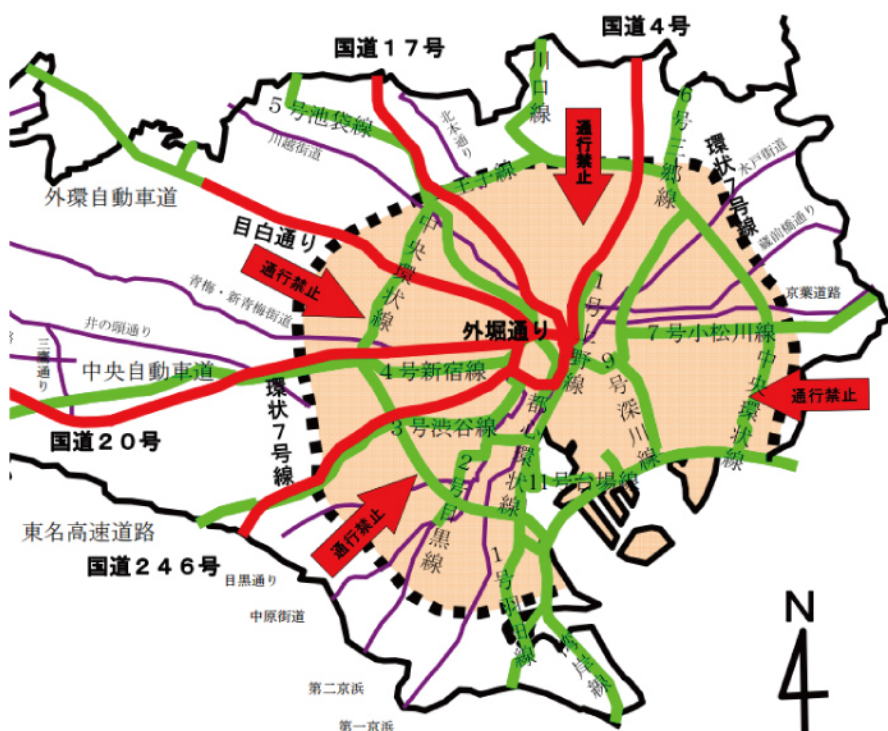 国道17号
国道4号
川口線
6号三郷線
5号池袋線
川越街道
北本通り
通行禁止
環状7号線
水戸街道
王子線
外環自動車道
蔵前橋通り
目白通り
中央環状線
通行禁止
京葉道路
青梅・新青梅街道
1号上野線
外堀通り
井の頭通り
7号小松川線
三鷹通り
中央自動車道
4号新宿線
9号深川線
中央環状線
通行禁止
環状7号線
国道20号
3号渋谷線
都心環状線
2号目黒線
11号台場線
東名高速道路
通行禁止
国道246号
1号羽田線
湾岸線
目黒通り
中原街道
第二京浜
第一京浜
N